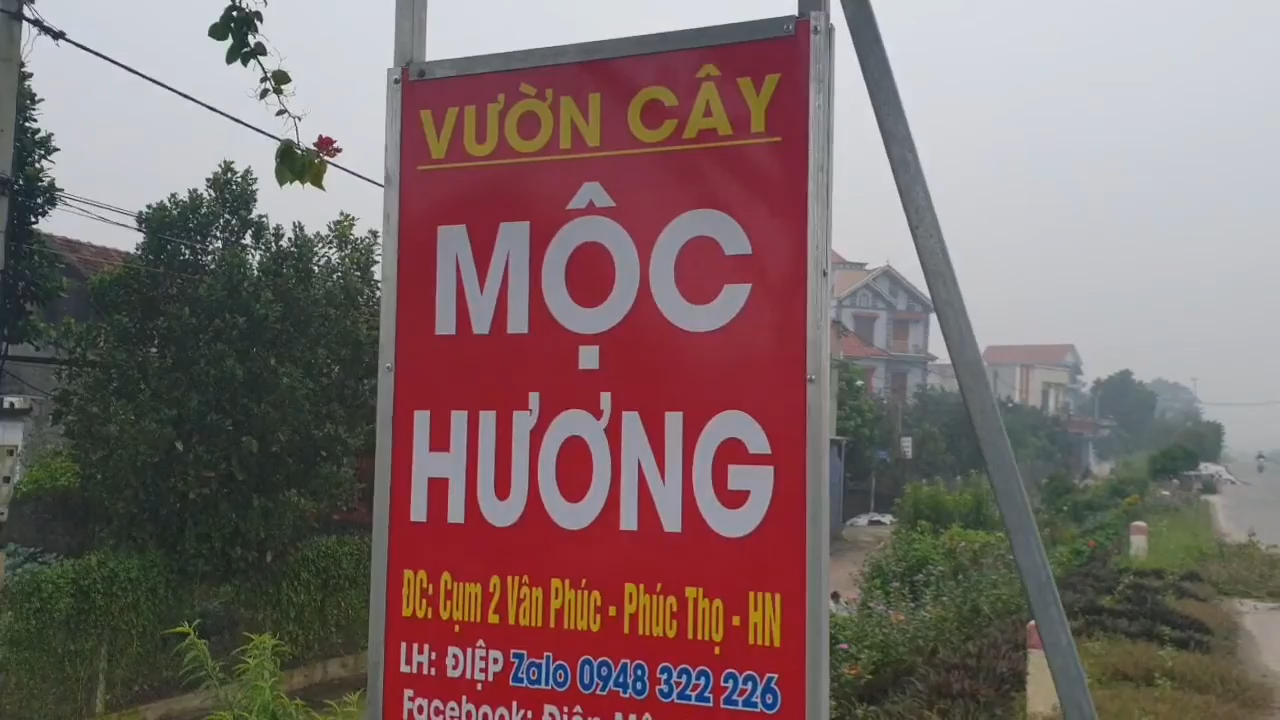 VƯỜN CÂY
MỘC
HƯƠNG
ĐC: Cụm 2 Vân Phúc - Phúc Thọ - HN
LH: ĐIỆP Zalo 0948 322 226
Facebook: Điệp